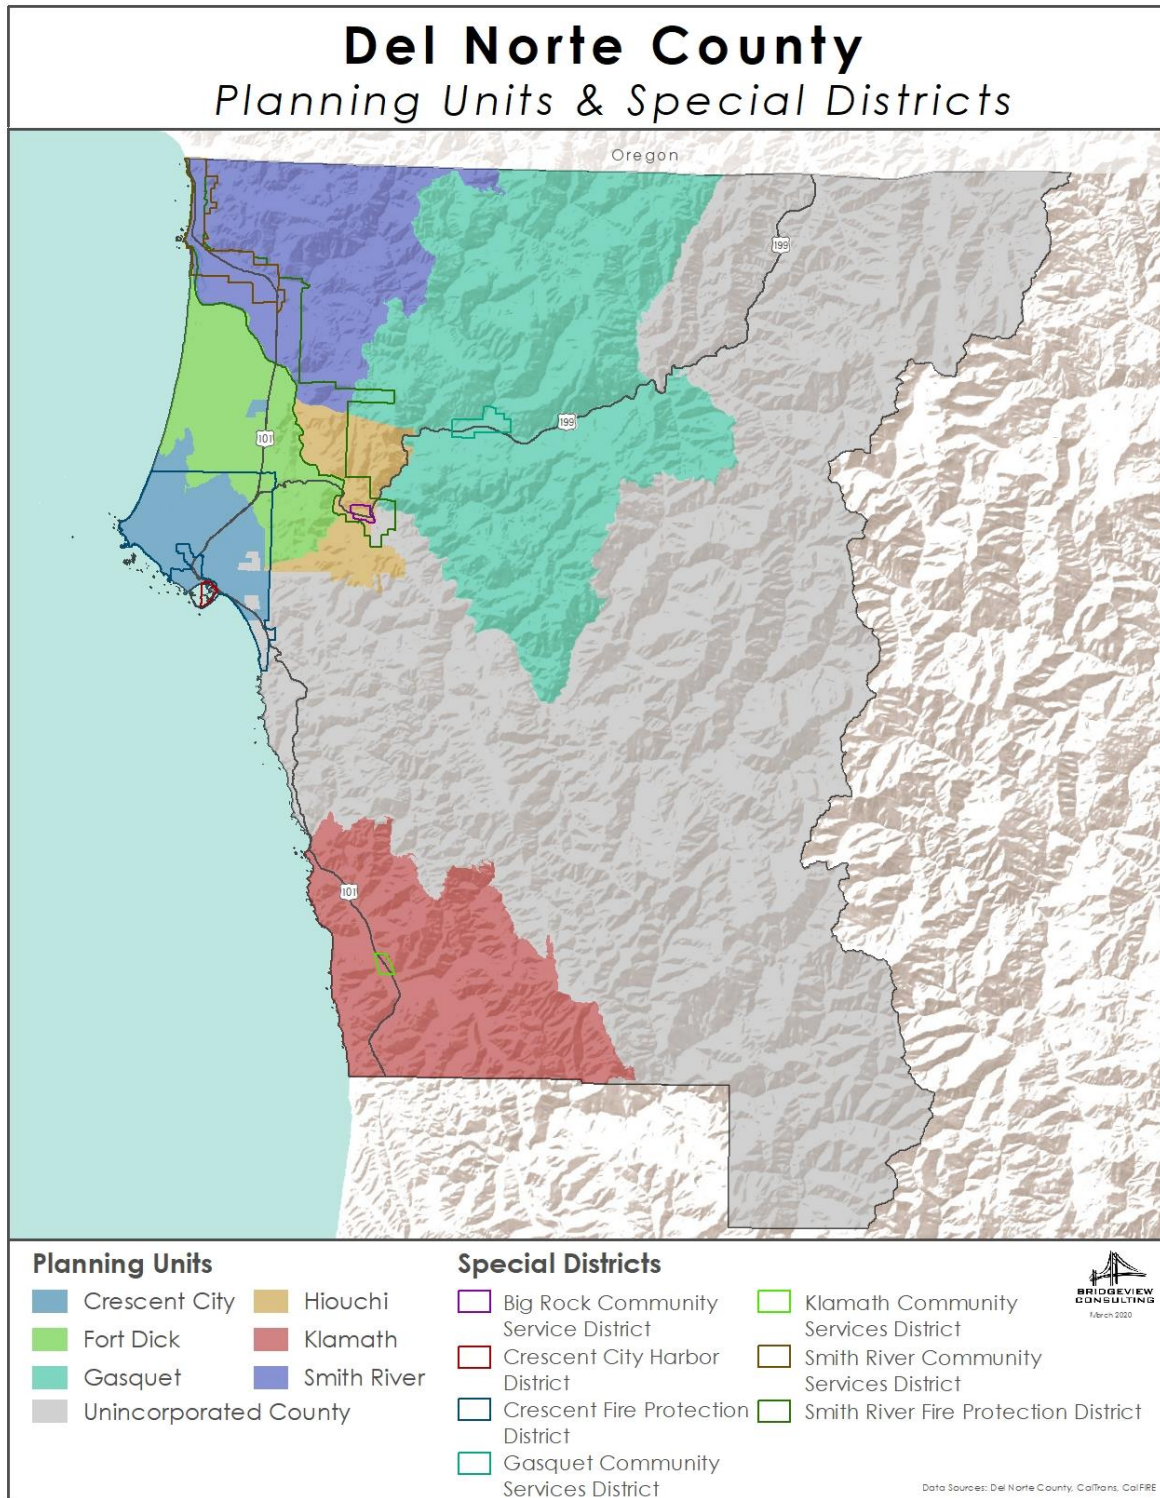 Del Norte County
Planning Units & Special Districts
Oregon
199
199
101
101
Planning Units
Crescent City
Fort Dick
Gasquet
Unincorporated County
Hiouchi
Klamath
Smith River
Special Districts
Big Rock Community
Service District
Crescent City Harbor
District
Crescent Fire Protection
District
Gasquet Community
Services District
Klamath Community
Services District
Smith River Community
Services District
Smith River Fire Protection District
BRIDGEVIEW
CONSULTING
March 2020
Data Sources: Del Norte County, CalTrans, CalFIRE